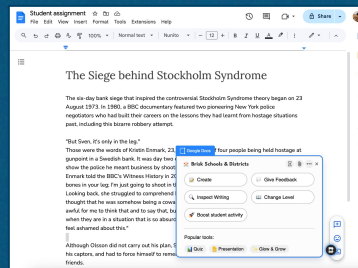 Student assignment
File Edit View Insert Format Tools Extensions Help
Share
100% Normal text Nunito 12 B I U A
The Siege behind Stockholm Syndrome
The six-day bank siege that inspired the controversial Stockholm Syndrome theory began on 23
August 1973. In 1980, a BBC documentary featured two pioneering New York police
negotiators who had built their careers on the lessons they had learnt from hostage situations
past, including this bizarre robbery attempt.
"But Sven, it's only in the leg."
Those were the words of Kristin Enmark, 23, of four people being held hostage at
gunpoint in a Swedish bank. It was day two
show the police he meant business by shoot
Enmark told the BBC's Witness History in 20
bones in your leg; I'm just going to shoot in t
Looking back, she struggled to comprehend
thought that he was somehow being a cowa
awful for me to think that and to say that, bu
when they are in a situation that is so absur
feel ashamed about this."
Although Olsson did not carry out his plan, S
his captors, and had to force himself to reme
friends.
Google Docs
Brisk Schools & Districts
Create
Give Feedback
Inspect Writing
Change Level
Boost student activity
Popular tools:
Quiz
Presentation
Glow & Grow